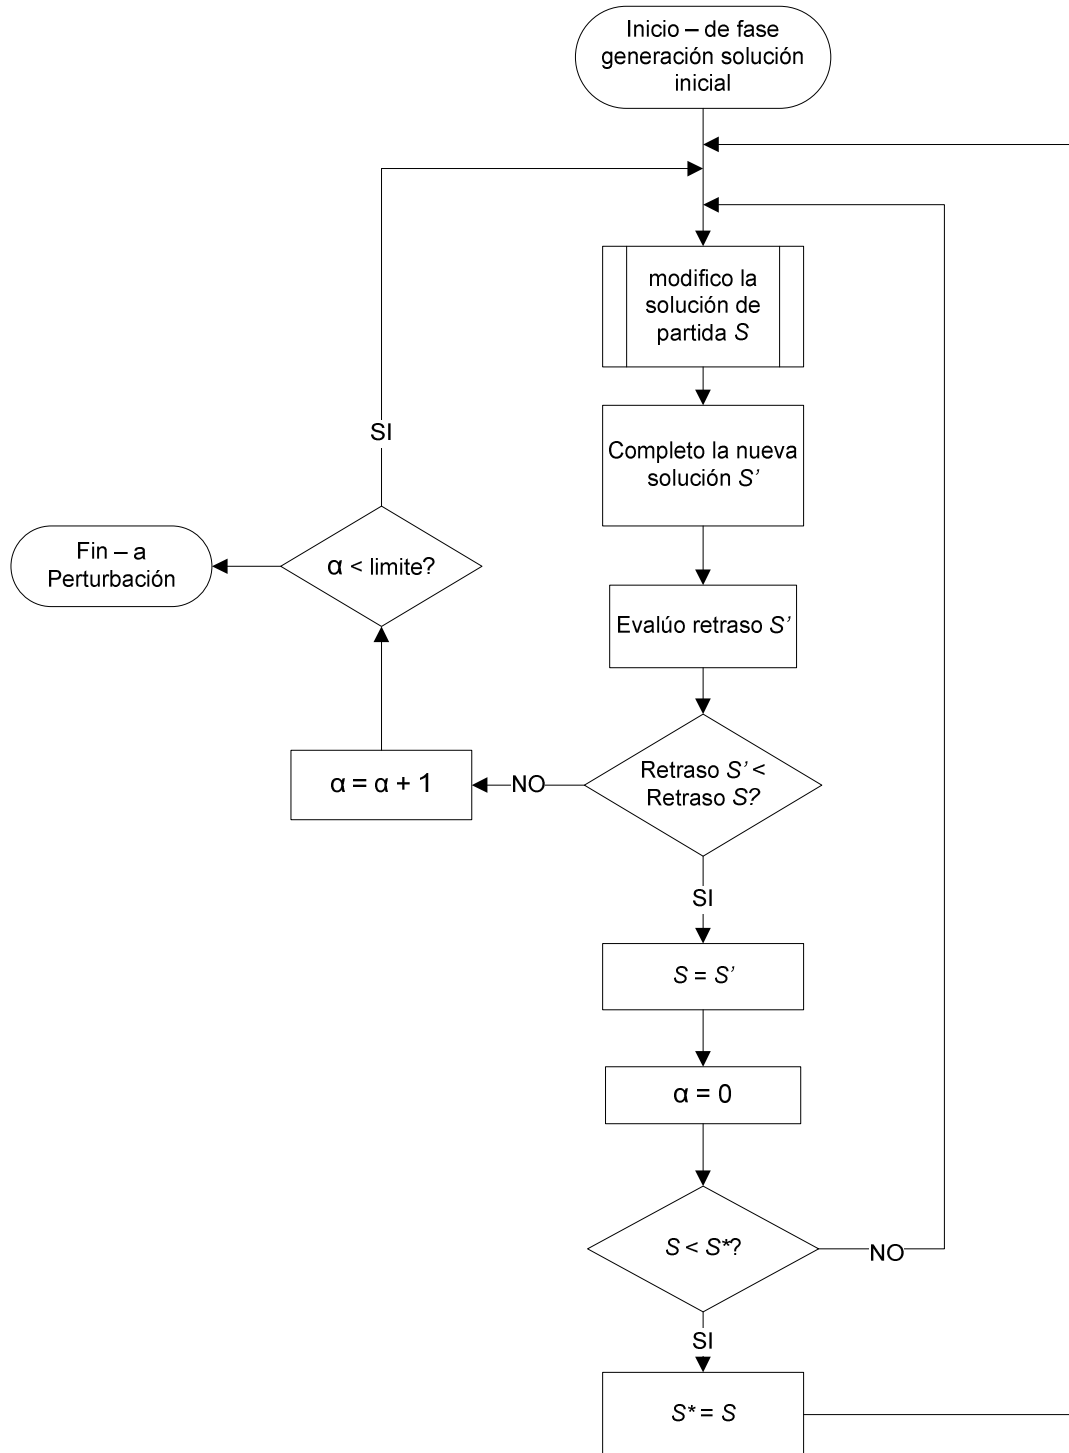 Inicio – de fase
generación solución
inicial
modifico la
solución de
partida S
Completo la nueva
solución S’
Evalúo retraso S’
Retraso S’ <
Retraso S?
NO
α = α + 1
α < limite?
SI
Fin – a
Perturbación
SI
S = S’
α = 0
S < S*?
NO
SI
S* = S